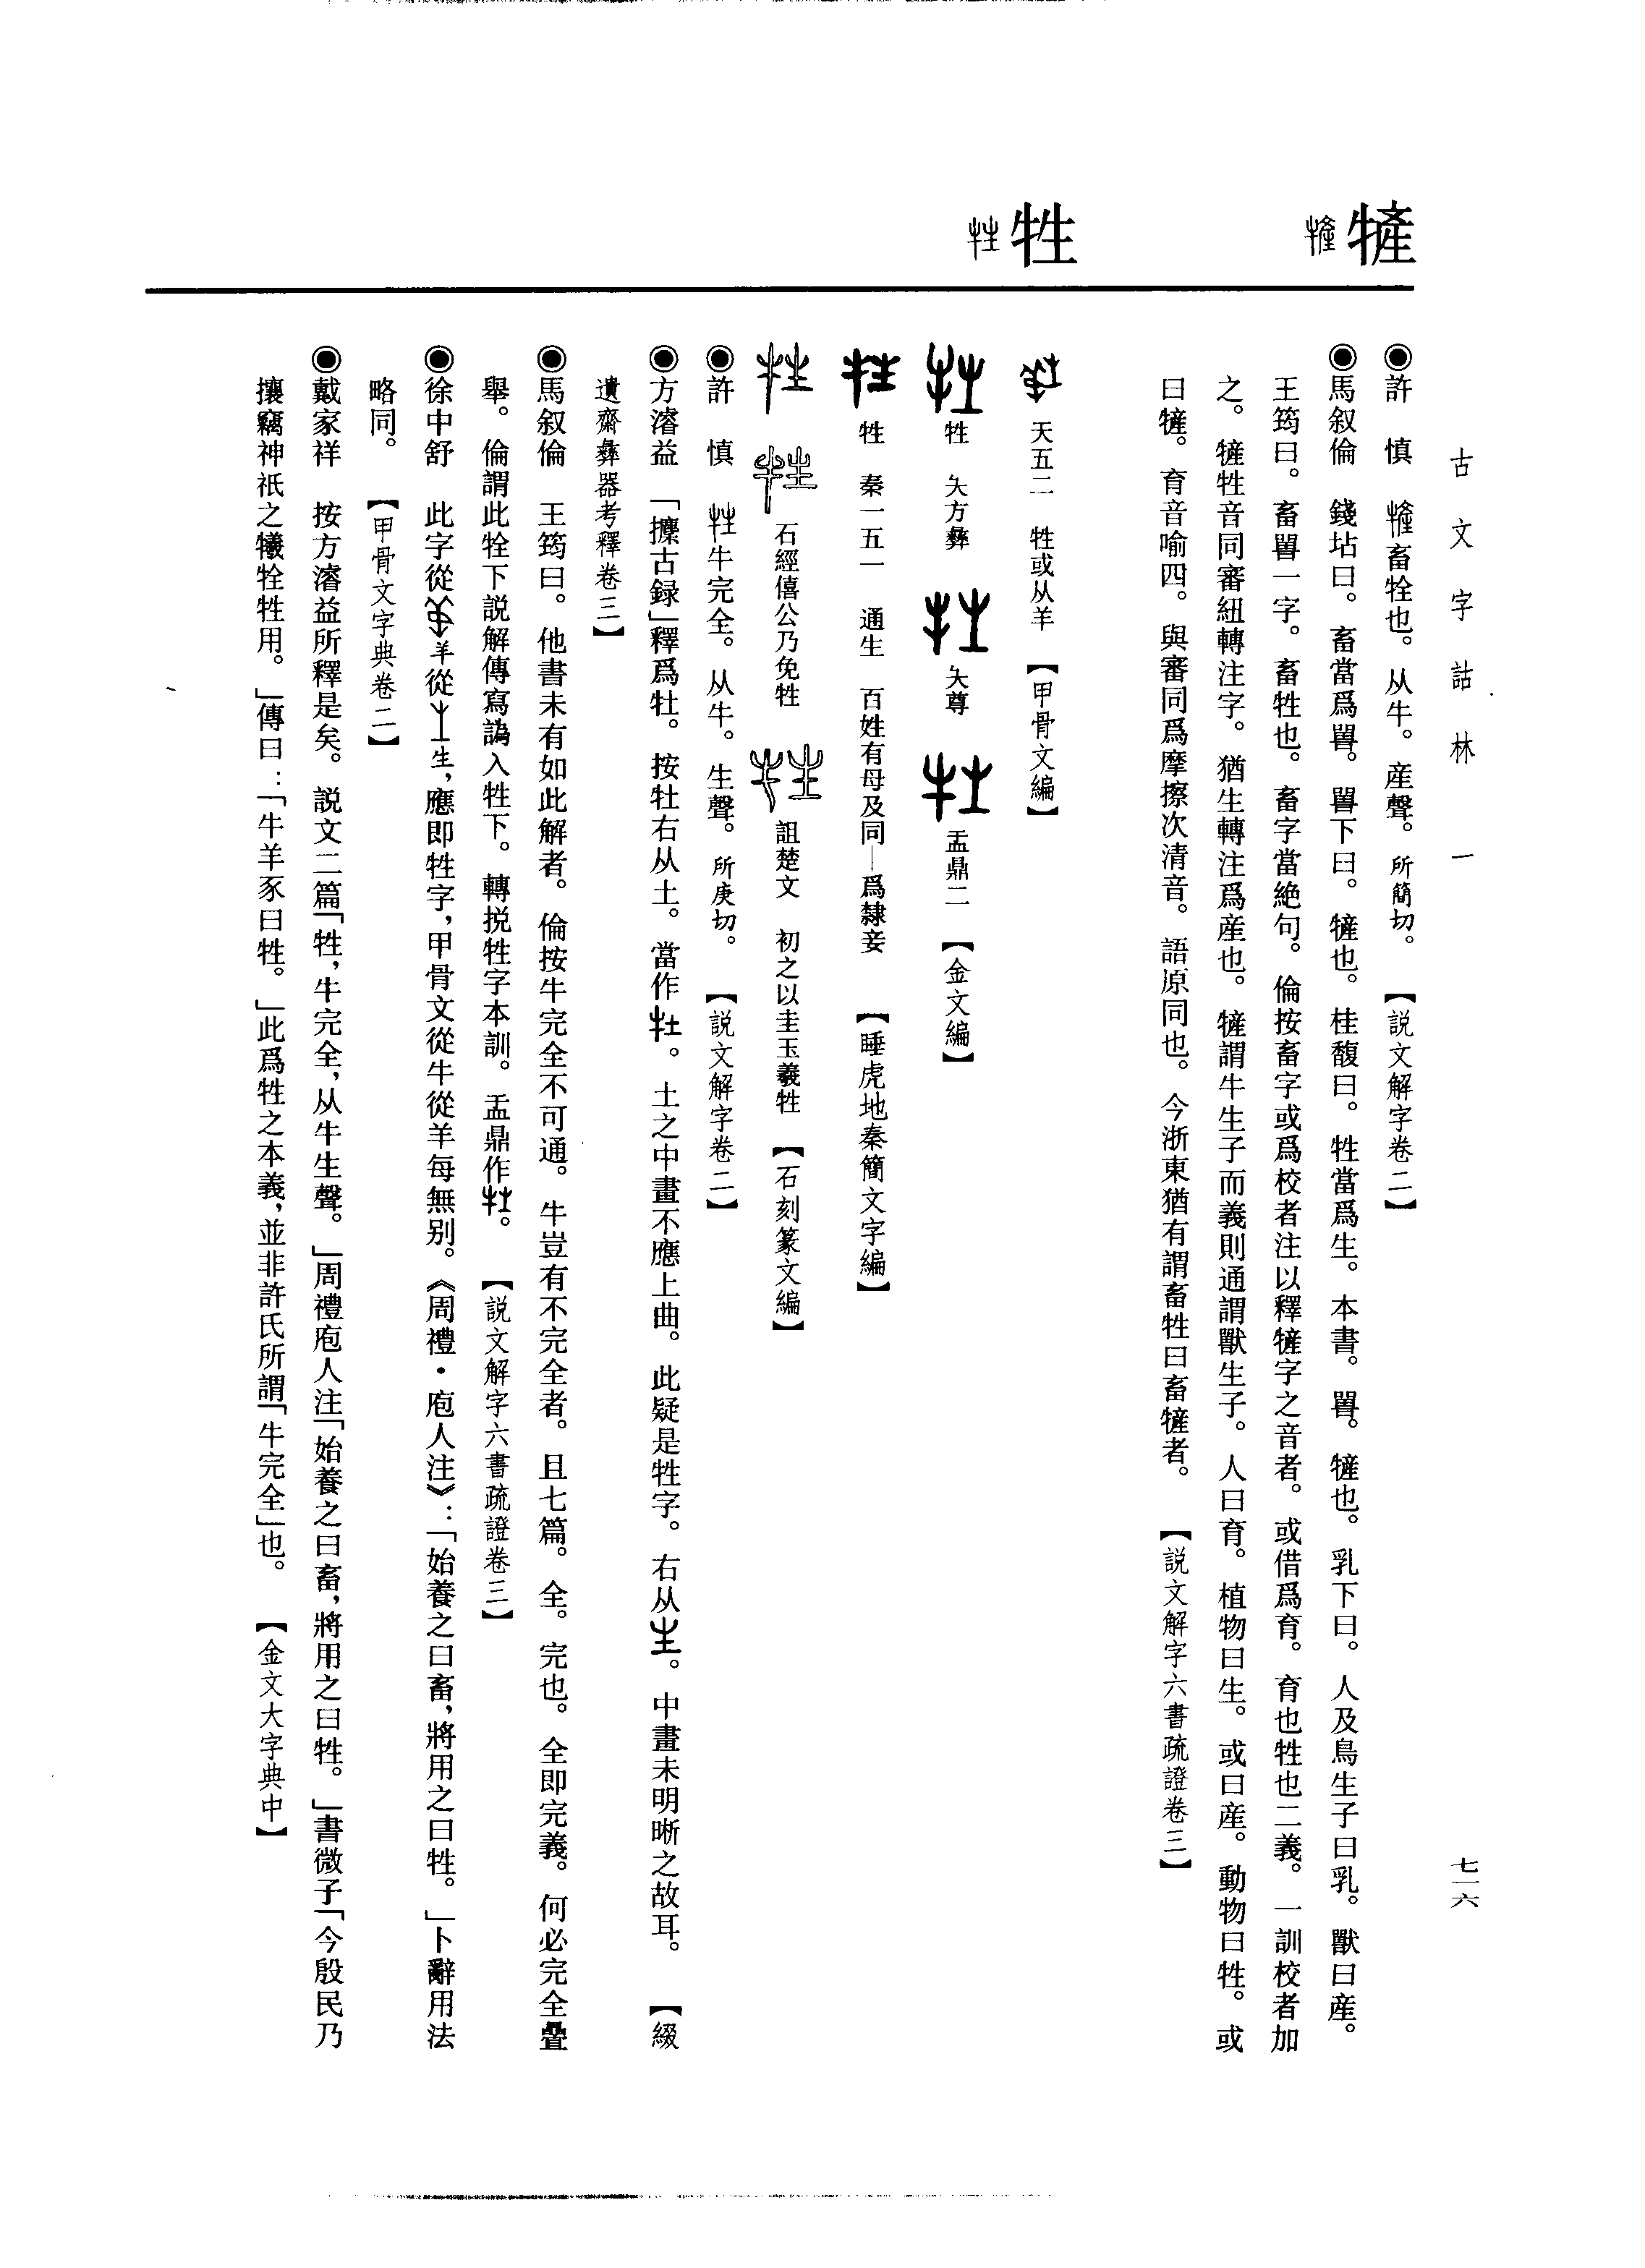 古文字詁林 一
七一六
㹌
◉許 慎 㹌畜牷也。从牛。産聲。所簡切。【説文解字卷二】
◉馬叙倫 錢坫曰。畜當爲嘼。嘼下曰。㹌也。桂馥曰。牲當爲生。本書。嘼。㹌也。乳下曰。人及鳥生子曰乳。獸曰産。
王筠曰。畜嘼一字。畜牲也。畜字當絶句。倫按畜字或爲校者注以釋㹌字之音者。或借爲育。育也牲也二義。一訓校者加
之。㹌牲音同審紐轉注字。猶生轉注爲産也。㹌謂牛生子而義則通謂獸生子。人曰育。植物曰生。或曰産。動物曰牲。或
曰㹌。育音喻四。與審同爲摩擦次清音。語原同也。今浙東猶有謂畜牲曰畜㹌者。【説文解字六書疏證卷三】
牲
天五二 牲或从羊【甲骨文編】
牲 夨方彝 夨尊 盂鼎二【金文編】
牲 秦一五一 通生 百姓有母及同—爲隸妾【睡虎地秦簡文字編】
石經僖公乃免牲 詛楚文 初之以圭玉羲牲【石刻篆文編】
◉許 慎 牲牛完全。从牛。生聲。所庚切。【説文解字卷二】
◉方濬益 「攈古録」釋爲牡。按牡右从土。當作。土之中畫不應上曲。此疑是牲字。右从。中畫未明晰之故耳。【綴
遺齋彝器考釋卷三】
◉馬叙倫 王筠曰。他書未有如此解者。倫按牛完全不可通。牛豈有不完全者。且七篇。全。完也。全即完義。何必完全疊
舉。倫謂此牷下説解傳寫譌入牲下。轉挩牲字本訓。盂鼎作。【説文解字六書疏證卷三】
◉徐中舒 此字從羊從生,應即牲字,甲骨文從牛從羊每無别。《周禮·庖人注》:「始養之曰畜,將用之曰牲。」卜辭用法
略同。【甲骨文字典卷二】
◉戴家祥 按方濬益所釋是矣。説文二篇「牲,牛完全,从牛生聲。」周禮庖人注「始養之曰畜,將用之曰牲。」書微子「今殷民乃
攘竊神祇之犧牷牲用。」傳曰:「牛羊豕曰牲。」此爲牲之本義,並非許氏所謂「牛完全」也。【金文大字典中】